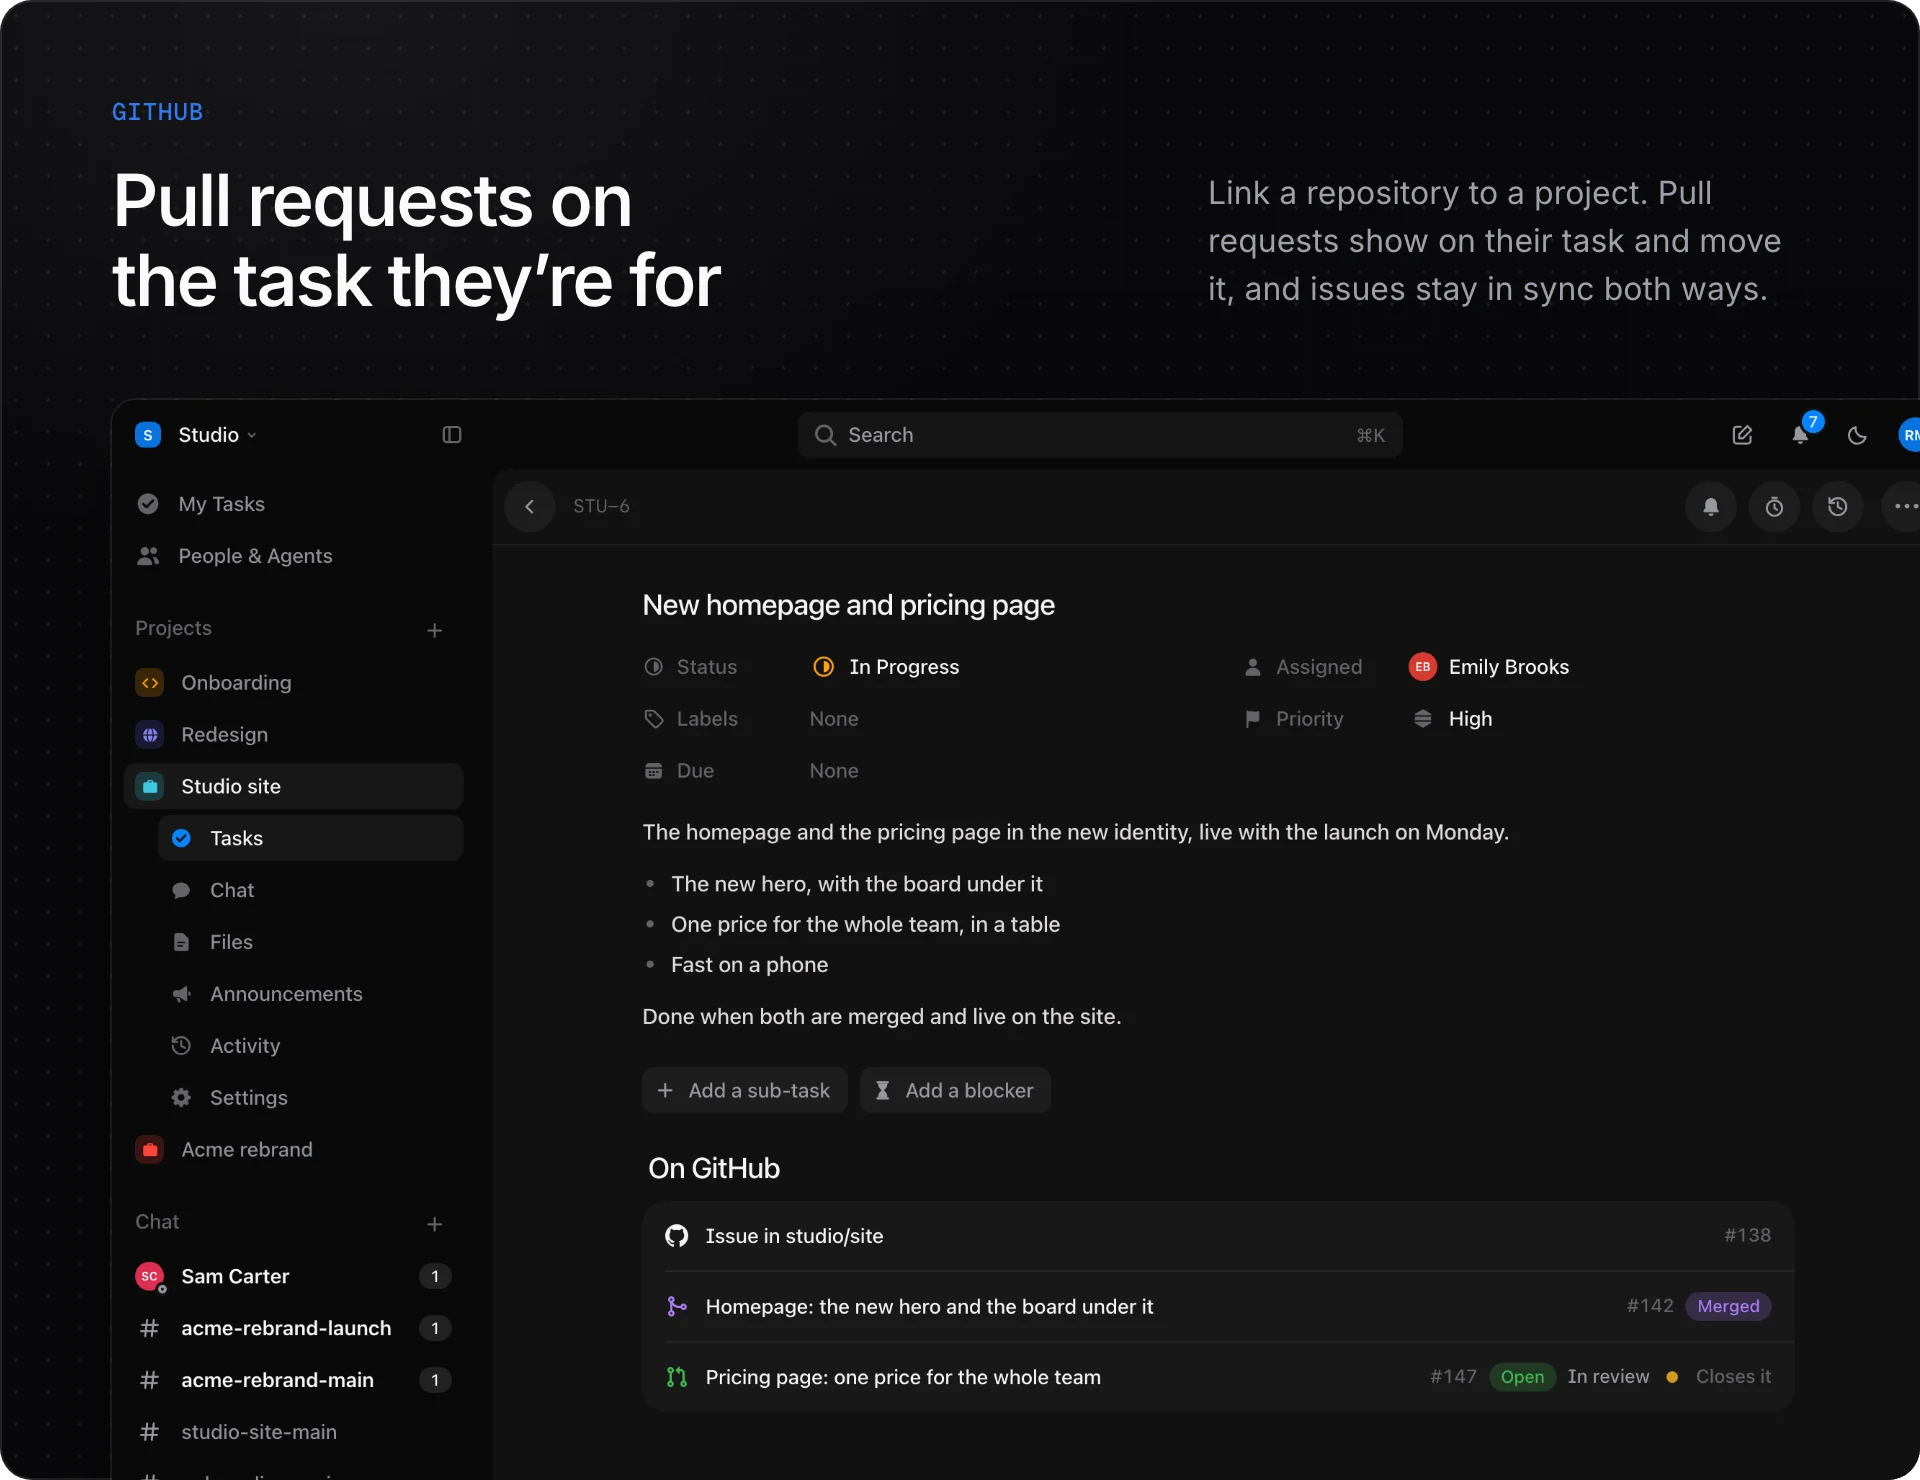 GITHUB
Pull requests on
the task they’re for
Link a repository to a project. Pull
requests show on their task and move
it, and issues stay in sync both ways.
S Studio
Search ⌘K
7
RM
My Tasks
People & Agents
Projects
Onboarding
Redesign
Studio site
Tasks
Chat
Files
Announcements
Activity
Settings
Acme rebrand
Chat
SC Sam Carter 1
# acme-rebrand-launch 1
# acme-rebrand-main 1
# studio-site-main
STU–6
New homepage and pricing page
Status In Progress
Assigned EB Emily Brooks
Labels None
Priority High
Due None
The homepage and the pricing page in the new identity, live with the launch on Monday.
• The new hero, with the board under it
• One price for the whole team, in a table
• Fast on a phone
Done when both are merged and live on the site.
+ Add a sub-task
Add a blocker
On GitHub
Issue in studio/site #138
Homepage: the new hero and the board under it #142 Merged
Pricing page: one price for the whole team #147 Open In review Closes it